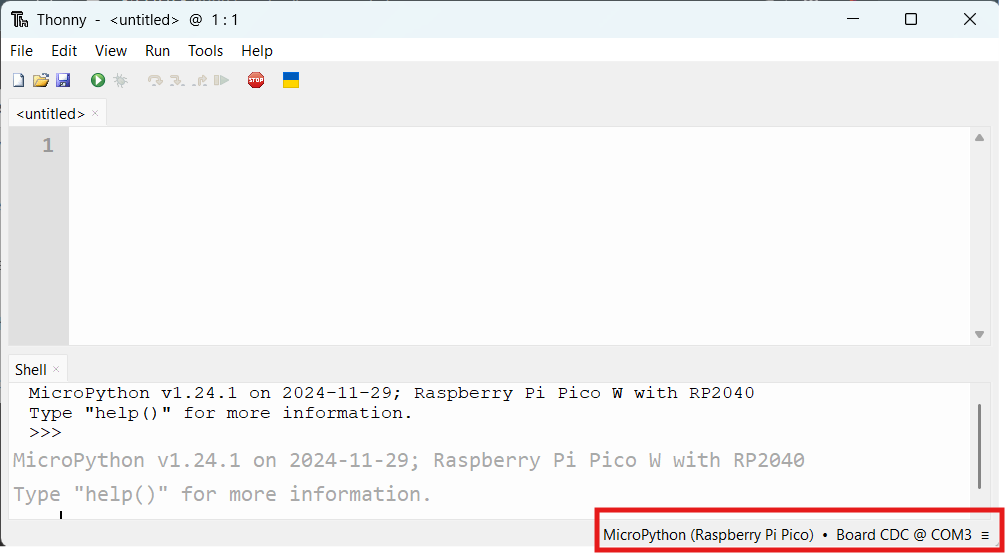 Thonny - <untitled> @ 1 : 1
File Edit View Run Tools Help
STOP
<untitled> ×
1
Shell ×
MicroPython v1.24.1 on 2024-11-29; Raspberry Pi Pico W with RP2040
Type "help()" for more information.
>>>
MicroPython v1.24.1 on 2024-11-29; Raspberry Pi Pico W with RP2040
Type "help()" for more information.
MicroPython (Raspberry Pi Pico) • Board CDC @ COM3 ≡